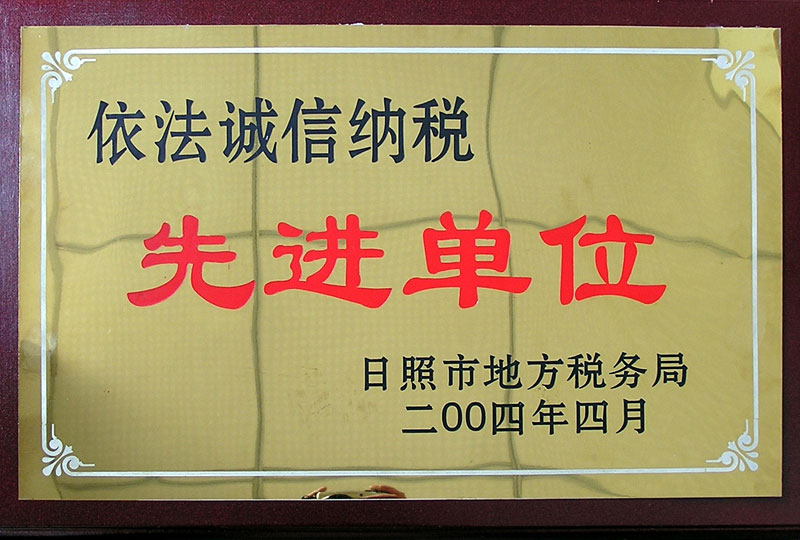 依法诚信纳税
先进单位
日照市地方税务局
二00四年四月